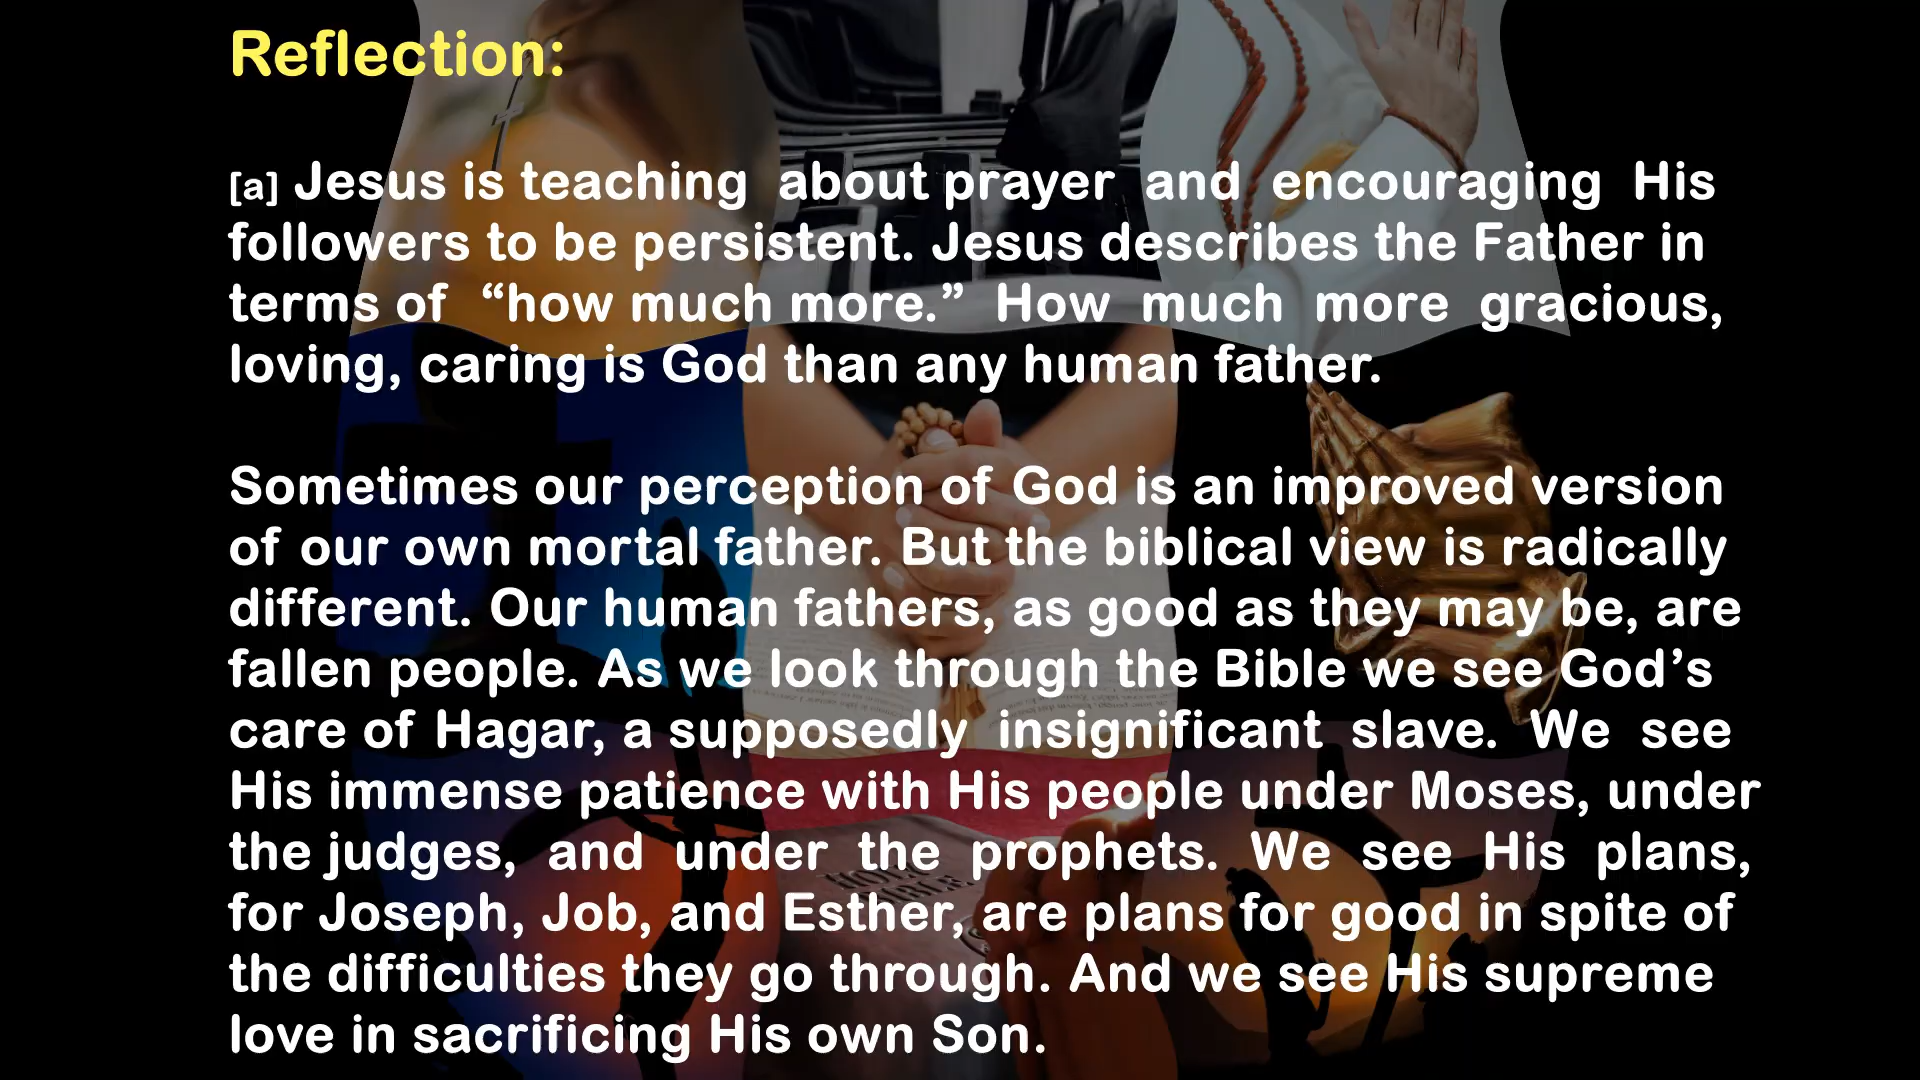 Reflection:
[a] Jesus is teaching about prayer and encouraging His
followers to be persistent. Jesus describes the Father in
terms of “how much more.” How much more gracious,
loving, caring is God than any human father.
Sometimes our perception of God is an improved version
of our own mortal father. But the biblical view is radically
different. Our human fathers, as good as they may be, are
fallen people. As we look through the Bible we see God’s
care of Hagar, a supposedly insignificant slave. We see
His immense patience with His people under Moses, under
the judges, and under the prophets. We see His plans,
for Joseph, Job, and Esther, are plans for good in spite of
the difficulties they go through. And we see His supreme
love in sacrificing His own Son.
HOLY
BIBLE